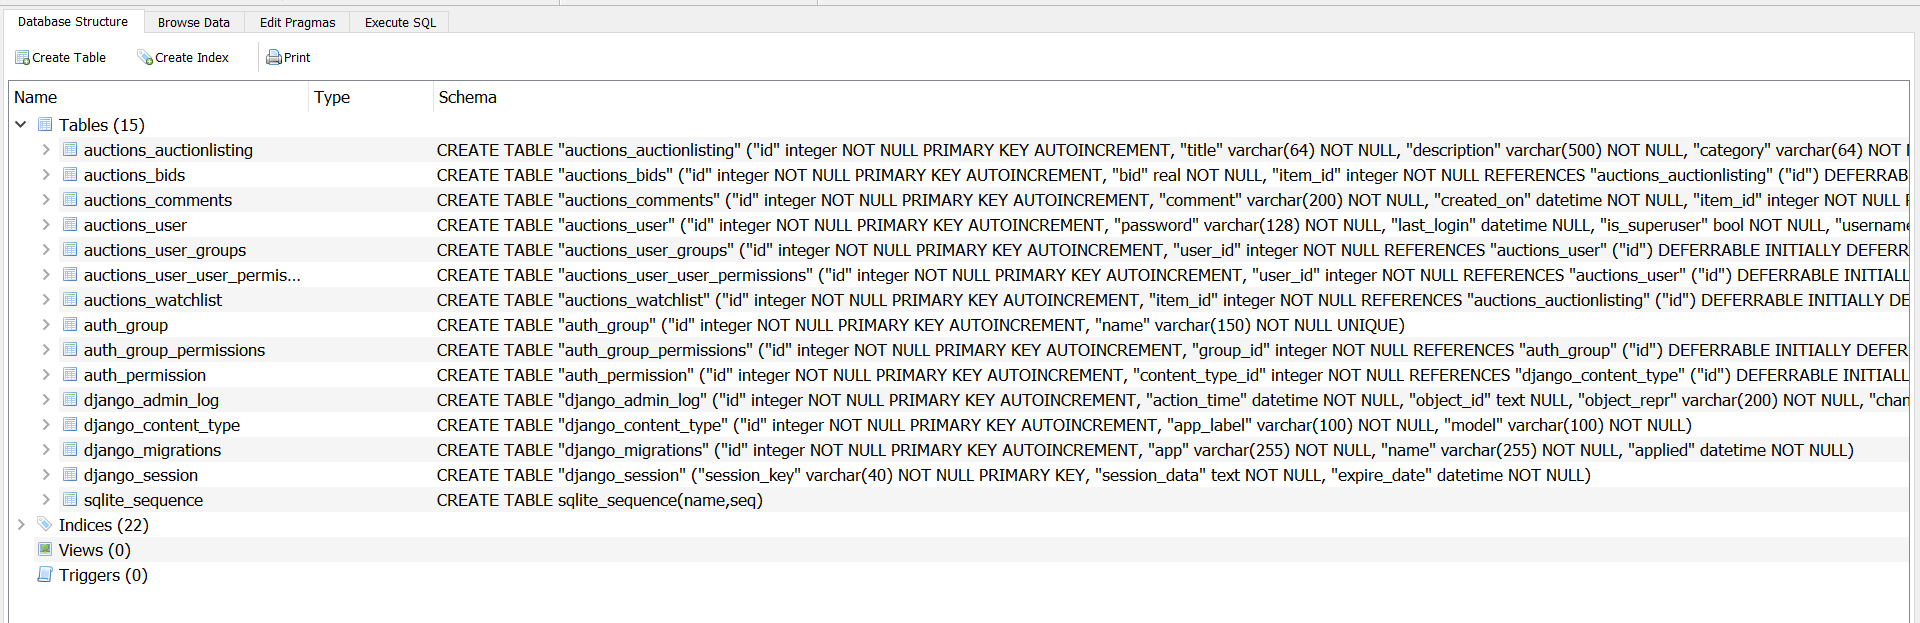 Database Structure Browse Data Edit Pragmas Execute SQL
Create Table Create Index Print
Name Type Schema
Tables (15)
auctions_auctionlisting CREATE TABLE "auctions_auctionlisting" ("id" integer NOT NULL PRIMARY KEY AUTOINCREMENT, "title" varchar(64) NOT NULL, "description" varchar(500) NOT NULL, "category" varchar(64) NOT
auctions_bids CREATE TABLE "auctions_bids" ("id" integer NOT NULL PRIMARY KEY AUTOINCREMENT, "bid" real NOT NULL, "item_id" integer NOT NULL REFERENCES "auctions_auctionlisting" ("id") DEFERRAB
auctions_comments CREATE TABLE "auctions_comments" ("id" integer NOT NULL PRIMARY KEY AUTOINCREMENT, "comment" varchar(200) NOT NULL, "created_on" datetime NOT NULL, "item_id" integer NOT NULL
auctions_user CREATE TABLE "auctions_user" ("id" integer NOT NULL PRIMARY KEY AUTOINCREMENT, "password" varchar(128) NOT NULL, "last_login" datetime NULL, "is_superuser" bool NOT NULL, "username
auctions_user_groups CREATE TABLE "auctions_user_groups" ("id" integer NOT NULL PRIMARY KEY AUTOINCREMENT, "user_id" integer NOT NULL REFERENCES "auctions_user" ("id") DEFERRABLE INITIALLY DEFERR
auctions_user_user_permis... CREATE TABLE "auctions_user_user_permissions" ("id" integer NOT NULL PRIMARY KEY AUTOINCREMENT, "user_id" integer NOT NULL REFERENCES "auctions_user" ("id") DEFERRABLE INITIALL
auctions_watchlist CREATE TABLE "auctions_watchlist" ("id" integer NOT NULL PRIMARY KEY AUTOINCREMENT, "item_id" integer NOT NULL REFERENCES "auctions_auctionlisting" ("id") DEFERRABLE INITIALLY DE
auth_group CREATE TABLE "auth_group" ("id" integer NOT NULL PRIMARY KEY AUTOINCREMENT, "name" varchar(150) NOT NULL UNIQUE)
auth_group_permissions CREATE TABLE "auth_group_permissions" ("id" integer NOT NULL PRIMARY KEY AUTOINCREMENT, "group_id" integer NOT NULL REFERENCES "auth_group" ("id") DEFERRABLE INITIALLY DEFER
auth_permission CREATE TABLE "auth_permission" ("id" integer NOT NULL PRIMARY KEY AUTOINCREMENT, "content_type_id" integer NOT NULL REFERENCES "django_content_type" ("id") DEFERRABLE INITIALL
django_admin_log CREATE TABLE "django_admin_log" ("id" integer NOT NULL PRIMARY KEY AUTOINCREMENT, "action_time" datetime NOT NULL, "object_id" text NULL, "object_repr" varchar(200) NOT NULL, "chan
django_content_type CREATE TABLE "django_content_type" ("id" integer NOT NULL PRIMARY KEY AUTOINCREMENT, "app_label" varchar(100) NOT NULL, "model" varchar(100) NOT NULL)
django_migrations CREATE TABLE "django_migrations" ("id" integer NOT NULL PRIMARY KEY AUTOINCREMENT, "app" varchar(255) NOT NULL, "name" varchar(255) NOT NULL, "applied" datetime NOT NULL)
django_session CREATE TABLE "django_session" ("session_key" varchar(40) NOT NULL PRIMARY KEY, "session_data" text NOT NULL, "expire_date" datetime NOT NULL)
sqlite_sequence CREATE TABLE sqlite_sequence(name,seq)
Indices (22)
Views (0)
Triggers (0)